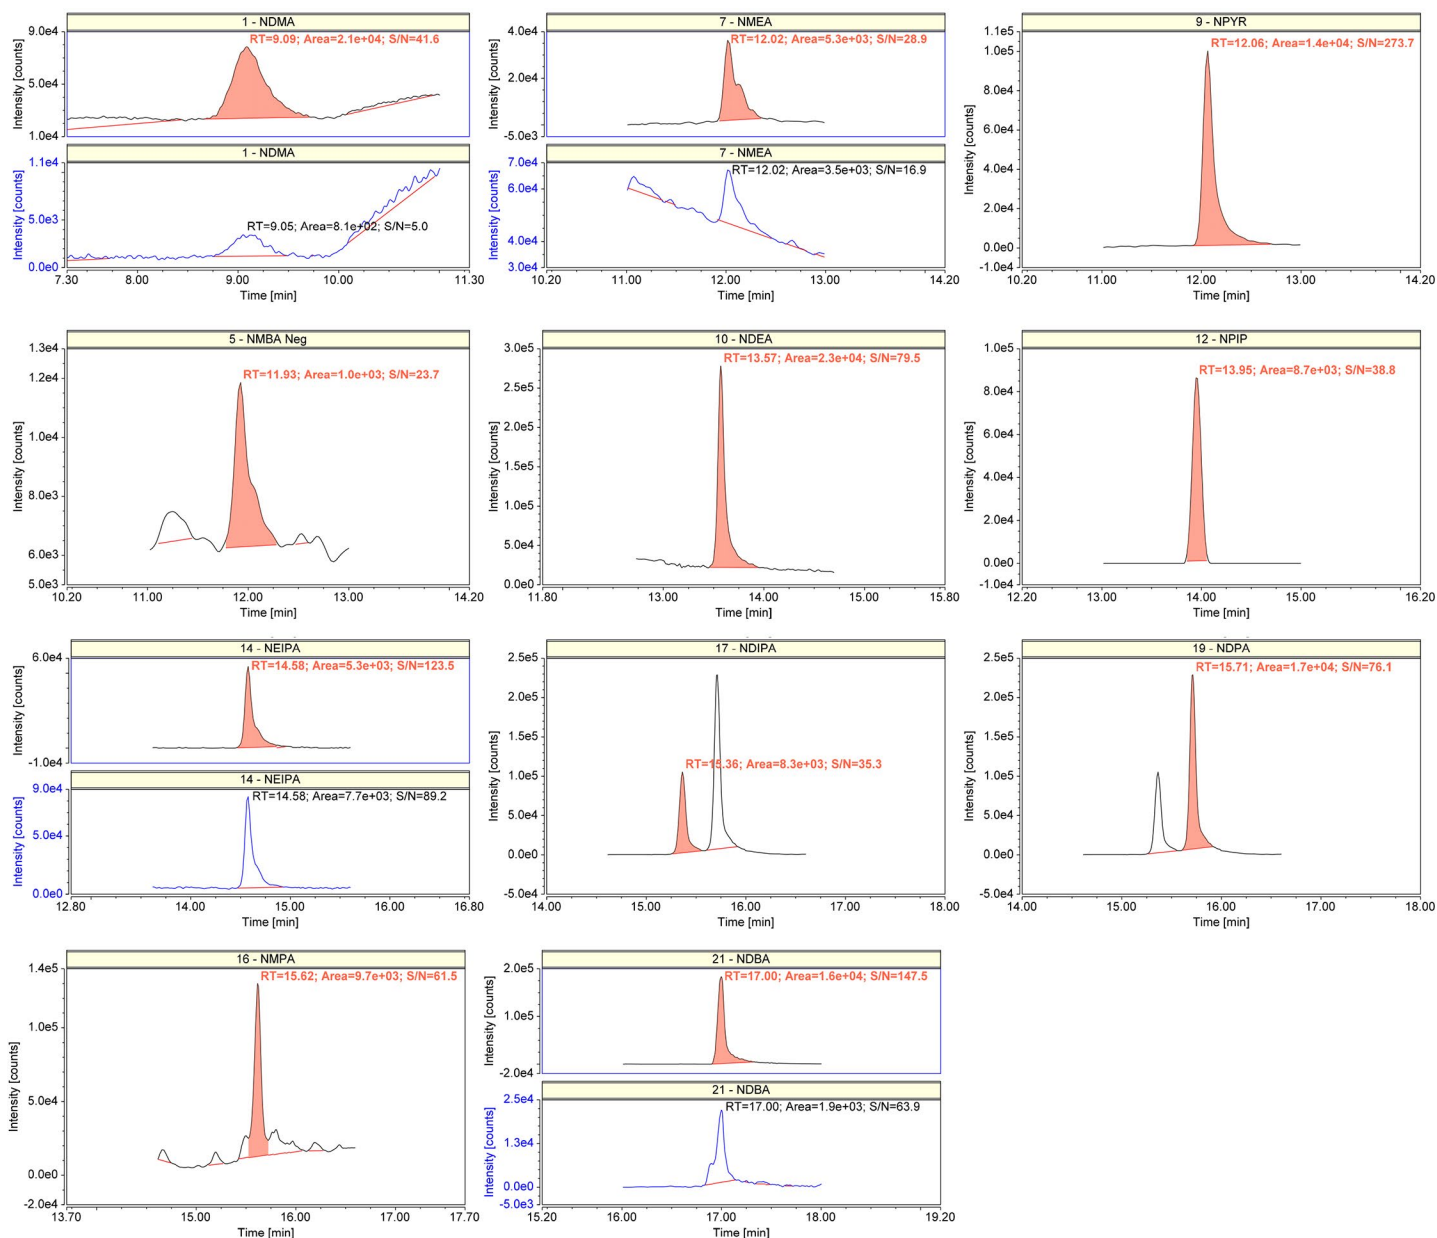 1 - NDMA
9.0e4
5.0e4
1.0e4
Intensity [counts]
RT=9.09; Area=2.1e+04; S/N=41.6
1 - NDMA
1.1e4
5.0e3
0.0e0
Intensity [counts]
RT=9.05; Area=8.1e+02; S/N=5.0
7.30 8.00 9.00 10.00 11.30
Time [min]
7 - NMEA
4.0e4
2.0e4
-5.0e3
Intensity [counts]
RT=12.02; Area=5.3e+03; S/N=28.9
7 - NMEA
7.0e4
6.0e4
4.0e4
3.0e4
Intensity [counts]
RT=12.02; Area=3.5e+03; S/N=16.9
10.20 11.00 12.00 13.00 14.20
Time [min]
9 - NPYR
1.1e5
1.0e5
8.0e4
6.0e4
4.0e4
2.0e4
0.0e0
-1.0e4
Intensity [counts]
RT=12.06; Area=1.4e+04; S/N=273.7
10.20 11.00 12.00 13.00 14.20
Time [min]
5 - NMBA Neg
1.3e4
1.2e4
1.0e4
8.0e3
6.0e3
5.0e3
Intensity [counts]
RT=11.93; Area=1.0e+03; S/N=23.7
10.20 11.00 12.00 13.00 14.20
Time [min]
10 - NDEA
3.0e5
2.5e5
2.0e5
1.5e5
1.0e5
5.0e4
0.0e0
Intensity [counts]
RT=13.57; Area=2.3e+04; S/N=79.5
11.80 13.00 14.00 15.00 15.80
Time [min]
12 - NPIP
1.0e5
8.0e4
6.0e4
4.0e4
2.0e4
0.0e0
-1.0e4
Intensity [counts]
RT=13.95; Area=8.7e+03; S/N=38.8
12.20 13.00 14.00 15.00 16.20
Time [min]
14 - NEIPA
6.0e4
-1.0e4
Intensity [counts]
RT=14.58; Area=5.3e+03; S/N=123.5
14 - NEIPA
9.0e4
5.0e4
0.0e0
Intensity [counts]
RT=14.58; Area=7.7e+03; S/N=89.2
12.80 14.00 15.00 16.00 16.80
Time [min]
17 - NDIPA
2.5e5
2.0e5
1.5e5
1.0e5
5.0e4
0.0e0
-5.0e4
Intensity [counts]
RT=15.36; Area=8.3e+03; S/N=35.3
14.00 15.00 16.00 17.00 18.00
Time [min]
19 - NDPA
2.5e5
2.0e5
1.5e5
1.0e5
5.0e4
0.0e0
-5.0e4
Intensity [counts]
RT=15.71; Area=1.7e+04; S/N=76.1
14.00 15.00 16.00 17.00 18.00
Time [min]
16 - NMPA
1.4e5
1.0e5
5.0e4
0.0e0
-2.0e4
Intensity [counts]
RT=15.62; Area=9.7e+03; S/N=61.5
13.70 15.00 16.00 17.00 17.70
Time [min]
21 - NDBA
2.0e5
1.0e5
-2.0e4
Intensity [counts]
RT=17.00; Area=1.6e+04; S/N=147.5
21 - NDBA
2.5e4
1.3e4
0.0e0
-5.0e3
Intensity [counts]
RT=17.00; Area=1.9e+03; S/N=63.9
15.20 16.00 17.00 18.00 19.20
Time [min]